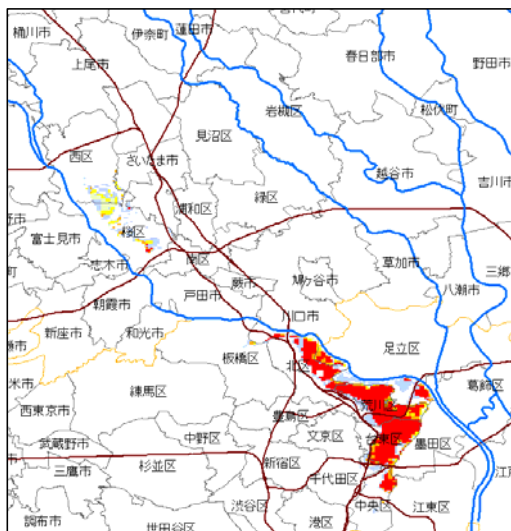 桶川市
伊奈町
蓮田市
春日部市
野田市
上尾市
岩槻区
松伏町
見沼区
西区
さいたま市
越谷市
吉川市
緑区
浦和区
桜区
富士見市
草加市
三郷
志木市
南区
鳩ヶ谷市
蕨市
八潮市
戸田市
朝霞市
川口市
新座市
和光市
足立区
板橋区
北区
葛飾区
練馬区
荒川区
西東京市
豊島区
文京区
台東区
墨田区
中野区
武蔵野市
新宿区
杉並区
三鷹市
千代田区
中央区
江東区
渋谷区
港区
調布市
世田谷区